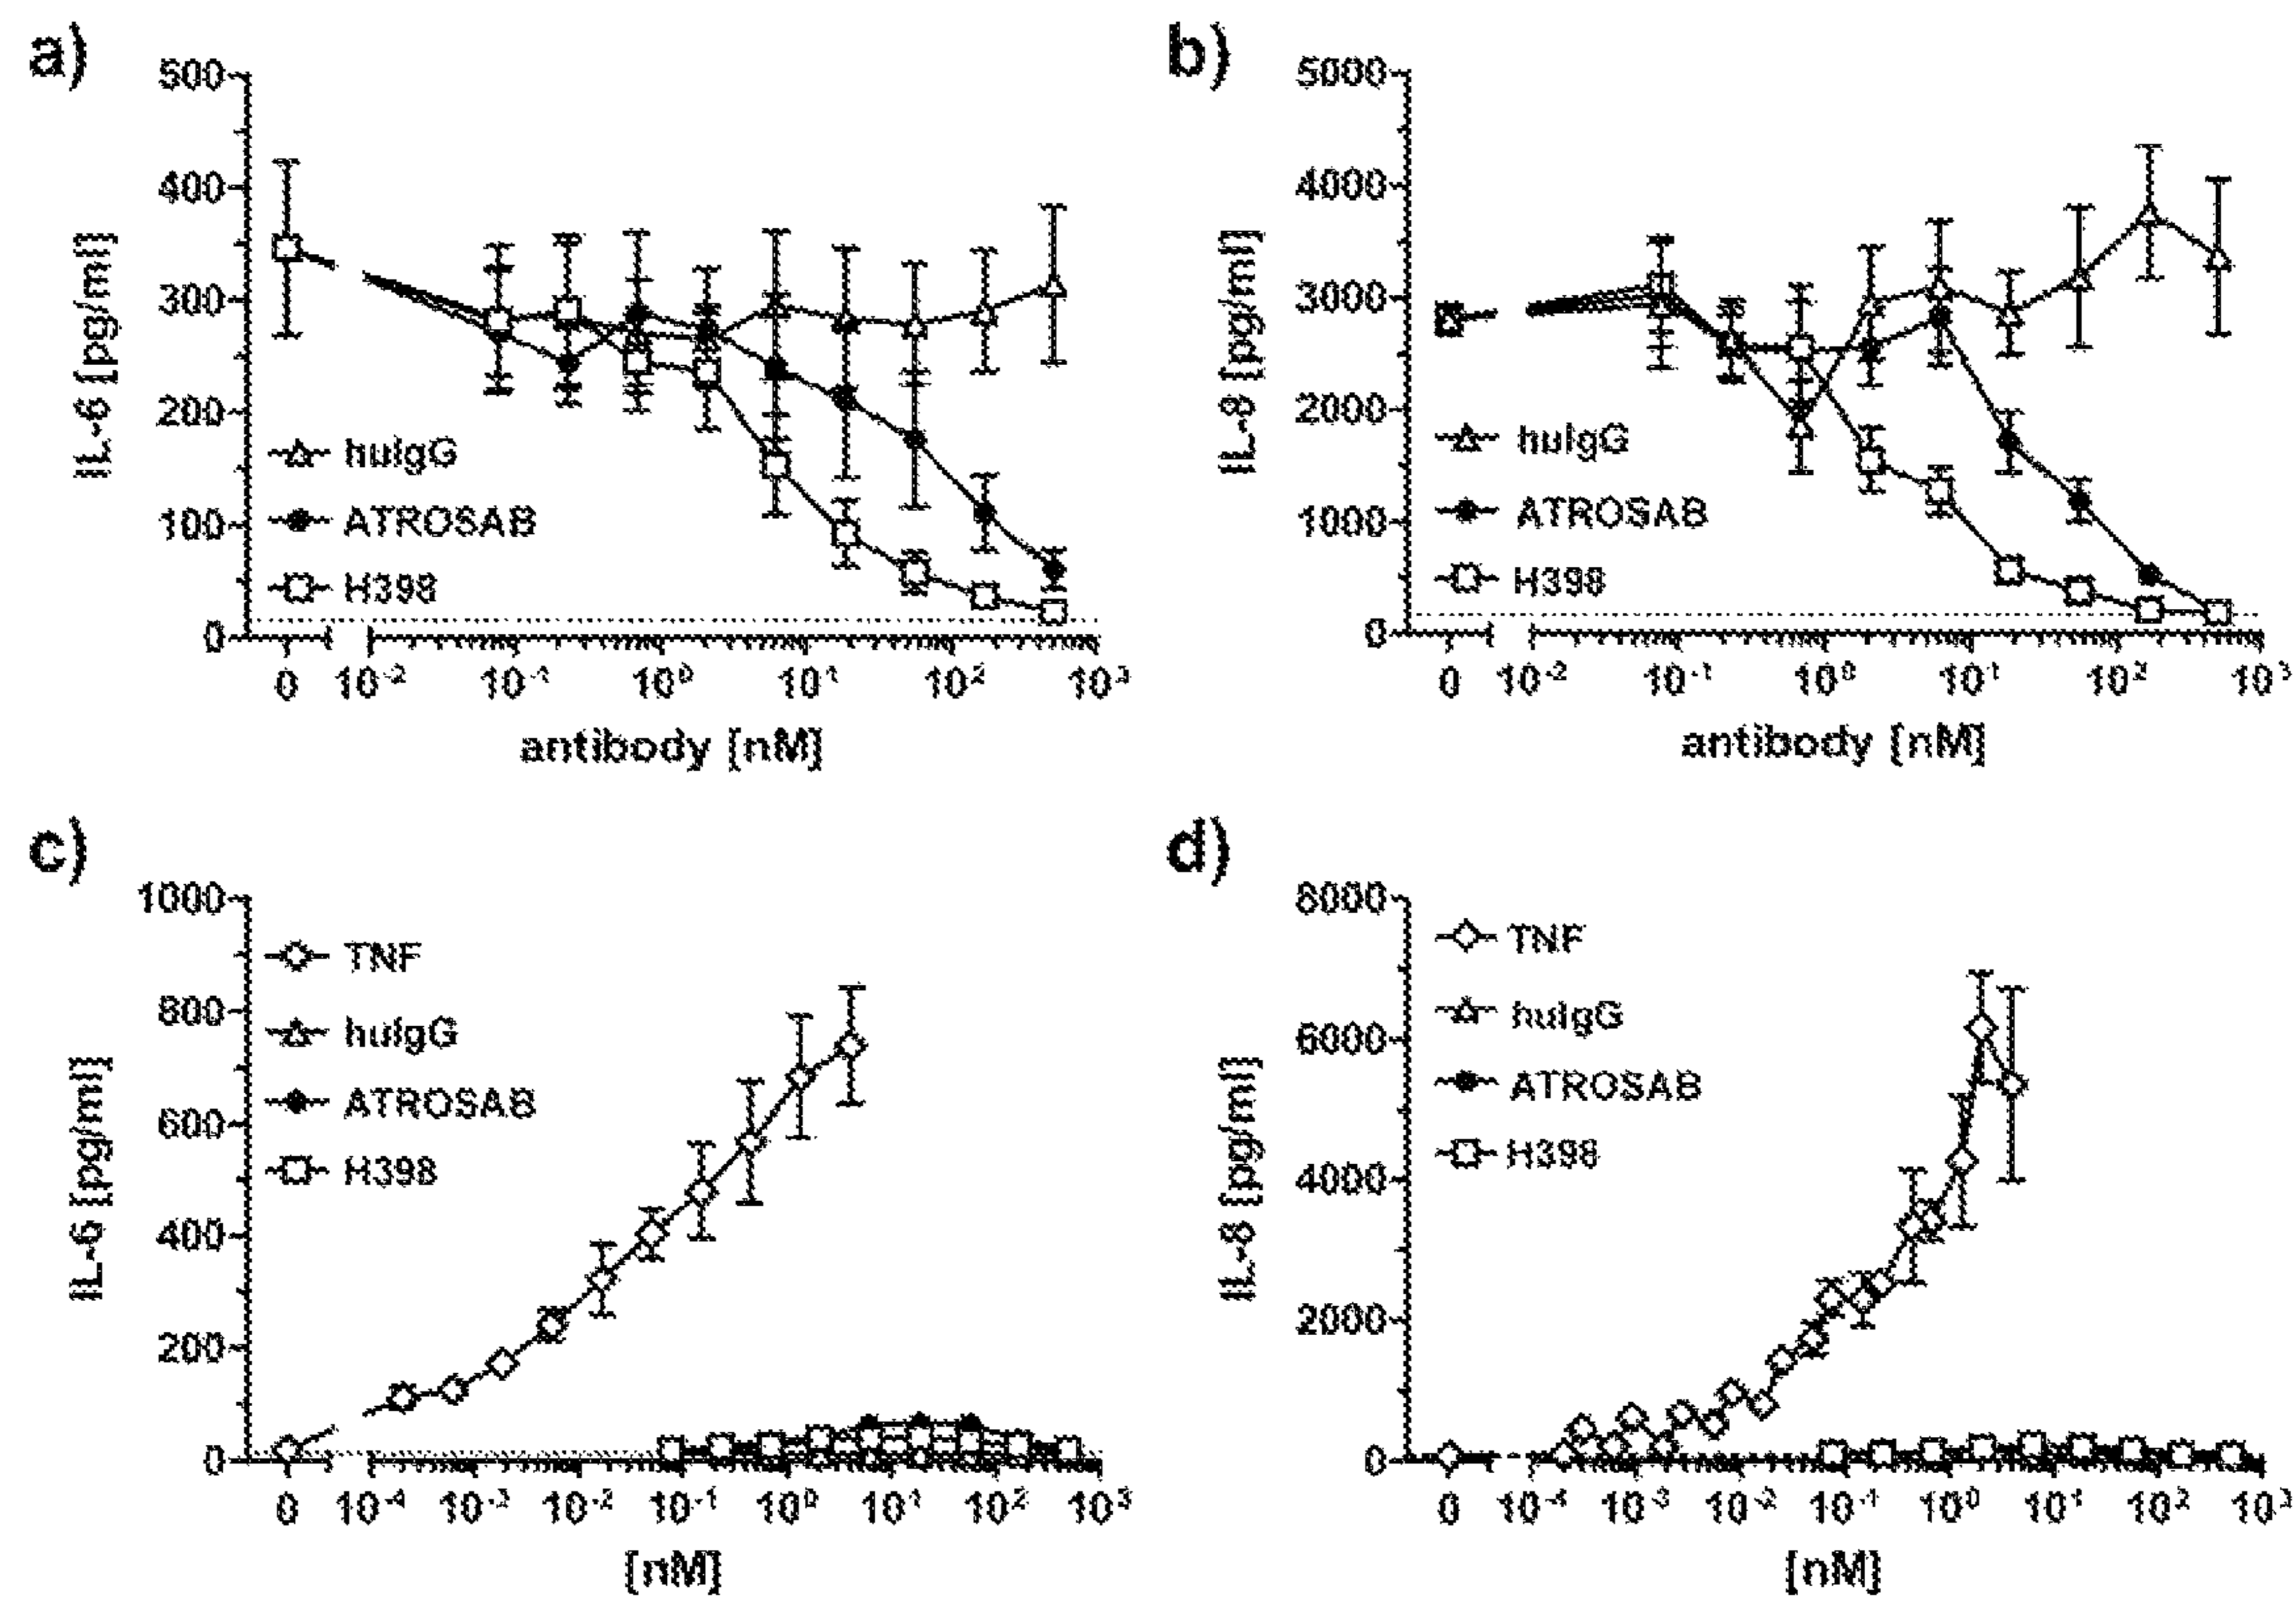 a)
500
400
300
200
100
0
IL-6 [pg/ml]
huIgG
ATROSAB
H398
0 10⁻² 10⁻¹ 10⁰ 10¹ 10² 10³
antibody [nM]
b)
5000
4000
3000
2000
1000
0
IL-8 [pg/ml]
huIgG
ATROSAB
H398
0 10⁻² 10⁻¹ 10⁰ 10¹ 10² 10³
antibody [nM]
c)
1000
800
600
400
200
0
IL-6 [pg/ml]
TNF
huIgG
ATROSAB
H398
0 10⁻⁴ 10⁻³ 10⁻² 10⁻¹ 10⁰ 10¹ 10² 10³
[nM]
d)
8000
6000
4000
2000
0
IL-8 [pg/ml]
TNF
huIgG
ATROSAB
H398
0 10⁻⁴ 10⁻³ 10⁻² 10⁻¹ 10⁰ 10¹ 10² 10³
[nM]